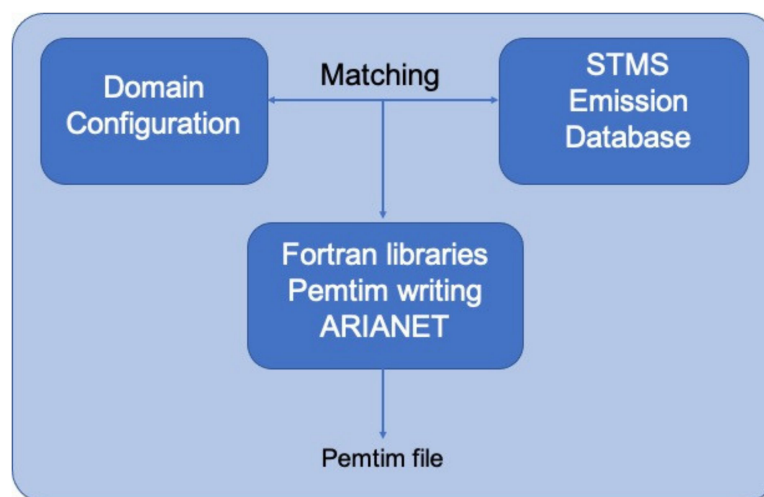 Domain
Configuration
Matching
STMS
Emission
Database
Fortran libraries
Pemtim writing
ARIANET
Pemtim file